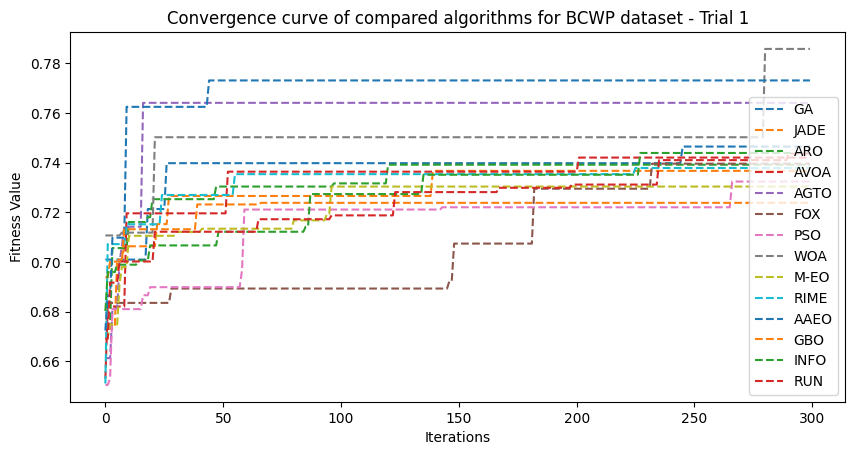 Convergence curve of compared algorithms for BCWP dataset - Trial 1
Fitness Value
0.78
0.76
0.74
0.72
0.70
0.68
0.66
GA
JADE
ARO
AVOA
AGTO
FOX
PSO
WOA
M-EO
RIME
AAEO
GBO
INFO
RUN
0 50 100 150 200 250 300
Iterations